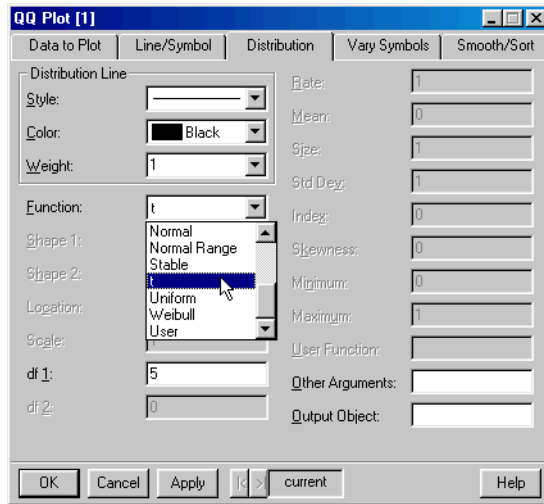 QQ Plot [1]
Data to Plot Line/Symbol Distribution Vary Symbols Smooth/Sort
Distribution Line
Style:
Color: Black
Weight: 1
Function: t
Normal
Normal Range
Stable
t
Uniform
Weibull
User
Shape 1:
Shape 2:
Location:
Scale:
df 1: 5
df 2: 0
Rate: 1
Mean: 0
Size: 1
Std Dev: 1
Index: 0
Skewness: 0
Minimum: 0
Maximum: 1
User Function:
Other Arguments:
Output Object:
OK Cancel Apply current Help